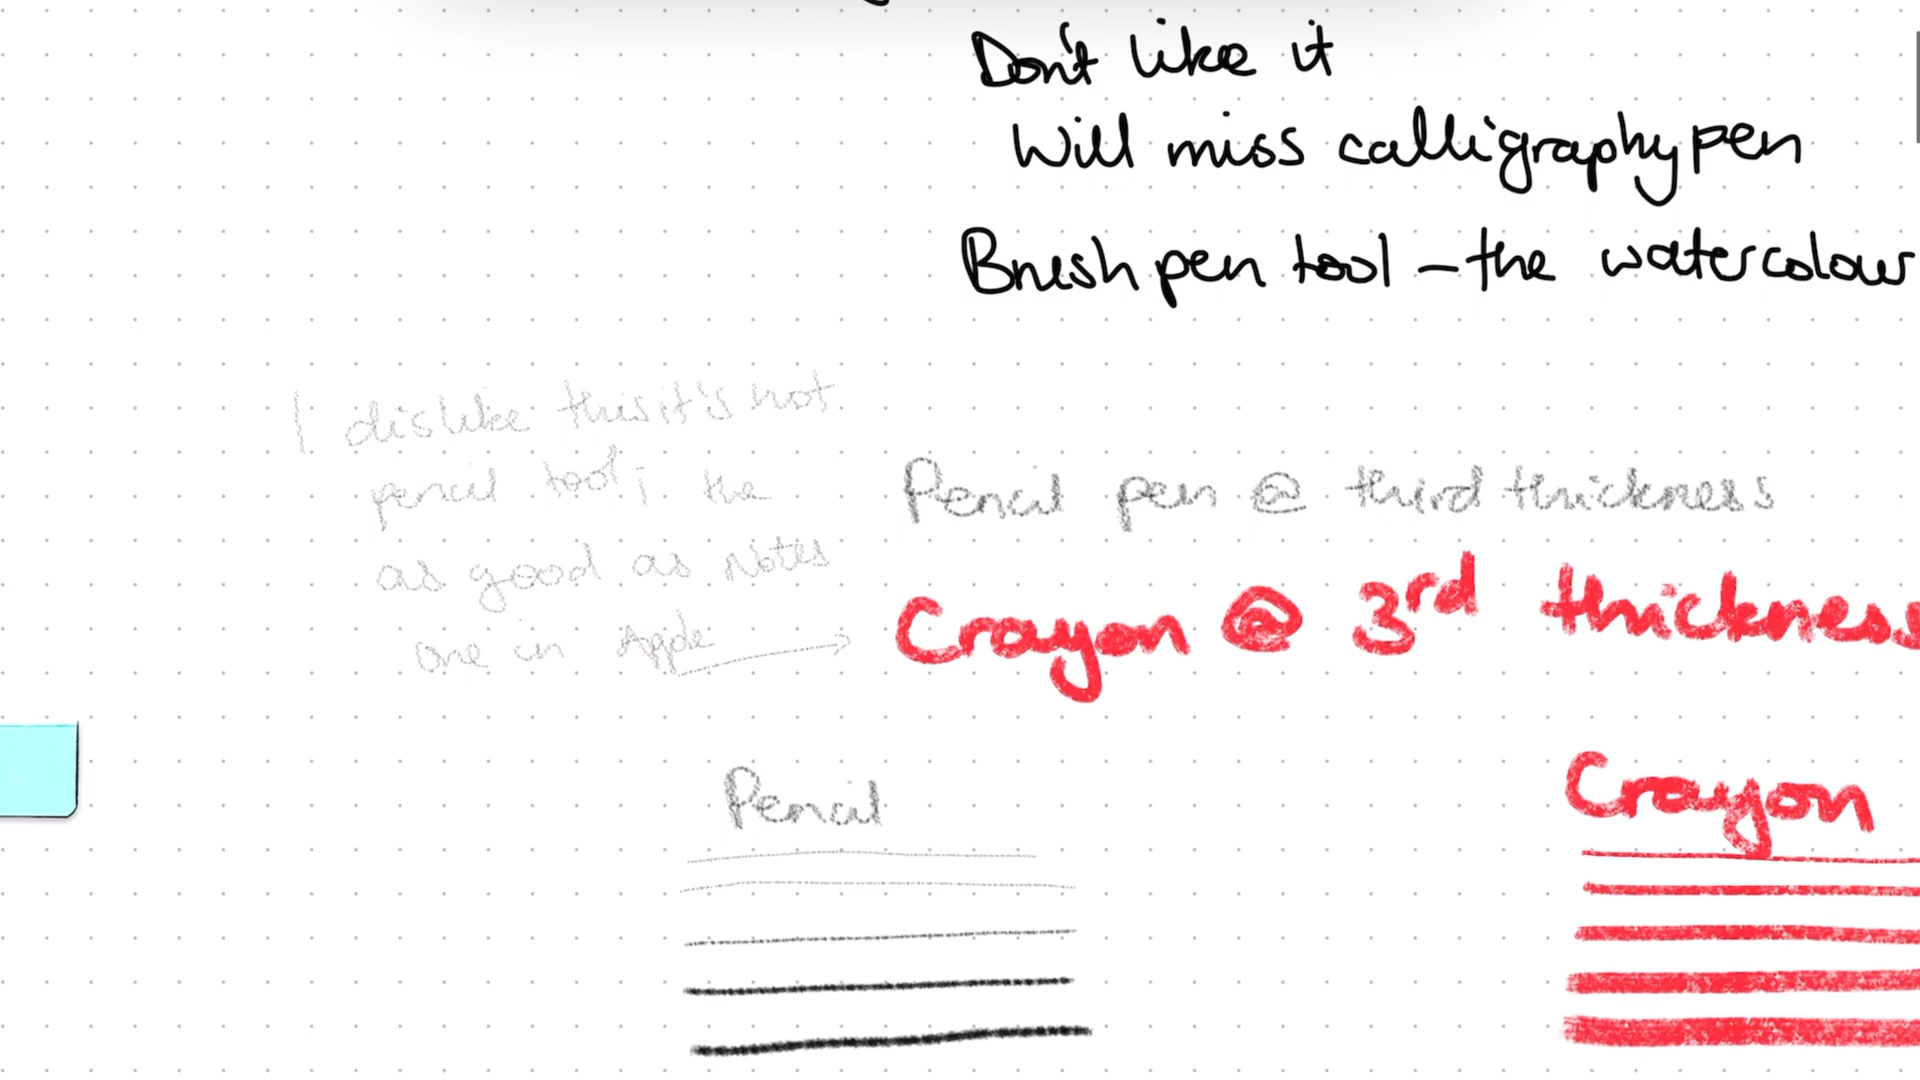 Don't like it
Will miss calligraphy pen
Brush pen tool – the watercolour
I dislike this it's not
pencil tool; the
as good as Notes
one in Apple
Pencil pen @ third thickness
Crayon @ 3rd thickness
Pencil
Crayon